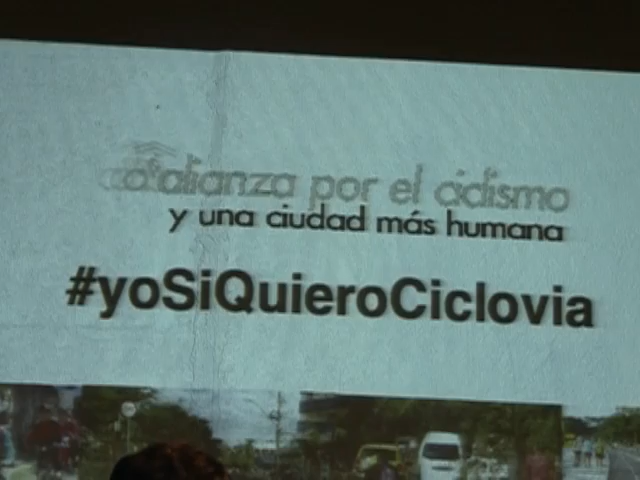 alianza por el ciclismo
y una ciudad más humana
#yoSiQuieroCiclovia